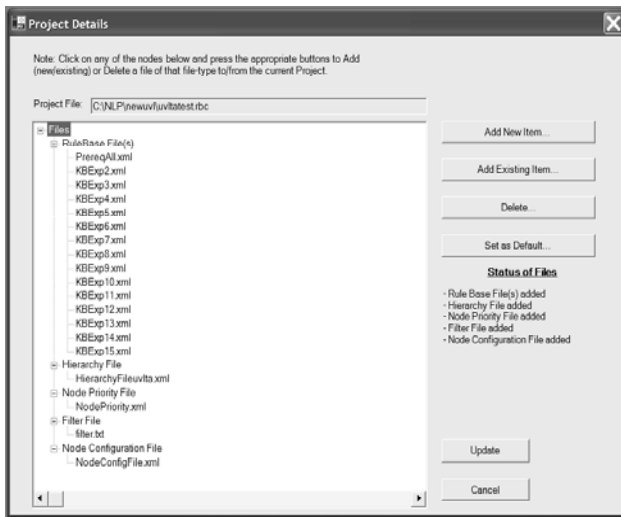 Project Details
Note: Click on any of the nodes below and press the appropriate buttons to Add
(new/existing) or Delete a file of that file-type to/from the current Project.
Project File: C:\NLP\newuvl\uvltatest.rbc
Files
RuleBase File(s)
PrereqAll.xml
KBExp2.xml
KBExp3.xml
KBExp4.xml
KBExp5.xml
KBExp6.xml
KBExp7.xml
KBExp8.xml
KBExp9.xml
KBExp10.xml
KBExp11.xml
KBExp12.xml
KBExp13.xml
KBExp14.xml
KBExp15.xml
Hierarchy File
HierarchyFileuvlta.xml
Node Priority File
NodePriority.xml
Filter File
filter.txt
Node Configuration File
NodeConfigFile.xml
Add New Item...
Add Existing Item...
Delete...
Set as Default...
Status of Files
- Rule Base File(s) added
- Hierarchy File added
- Node Priority File added
- Filter File added
- Node Configuration File added
Update
Cancel